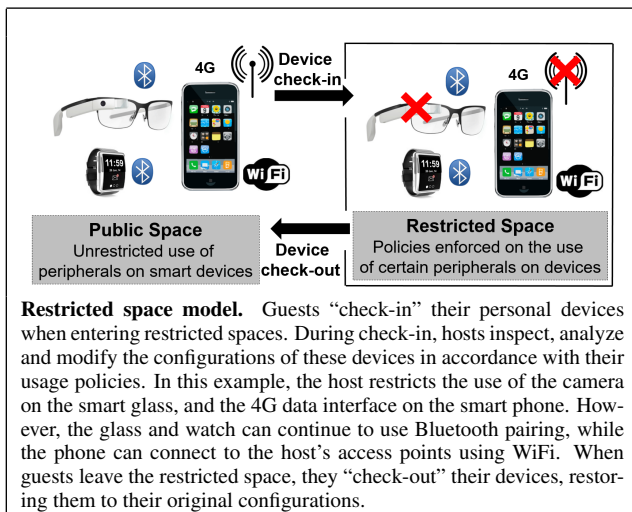 4G
Device
check-in
4G
11:59
WiFi
11:59
WiFi
Public Space
Unrestricted use of
peripherals on smart devices
Device
check-out
Restricted Space
Policies enforced on the use
of certain peripherals on devices
Restricted space model. Guests “check-in” their personal devices
when entering restricted spaces. During check-in, hosts inspect, analyze
and modify the configurations of these devices in accordance with their
usage policies. In this example, the host restricts the use of the camera
on the smart glass, and the 4G data interface on the smart phone. How-
ever, the glass and watch can continue to use Bluetooth pairing, while
the phone can connect to the host’s access points using WiFi. When
guests leave the restricted space, they “check-out” their devices, restor-
ing them to their original configurations.